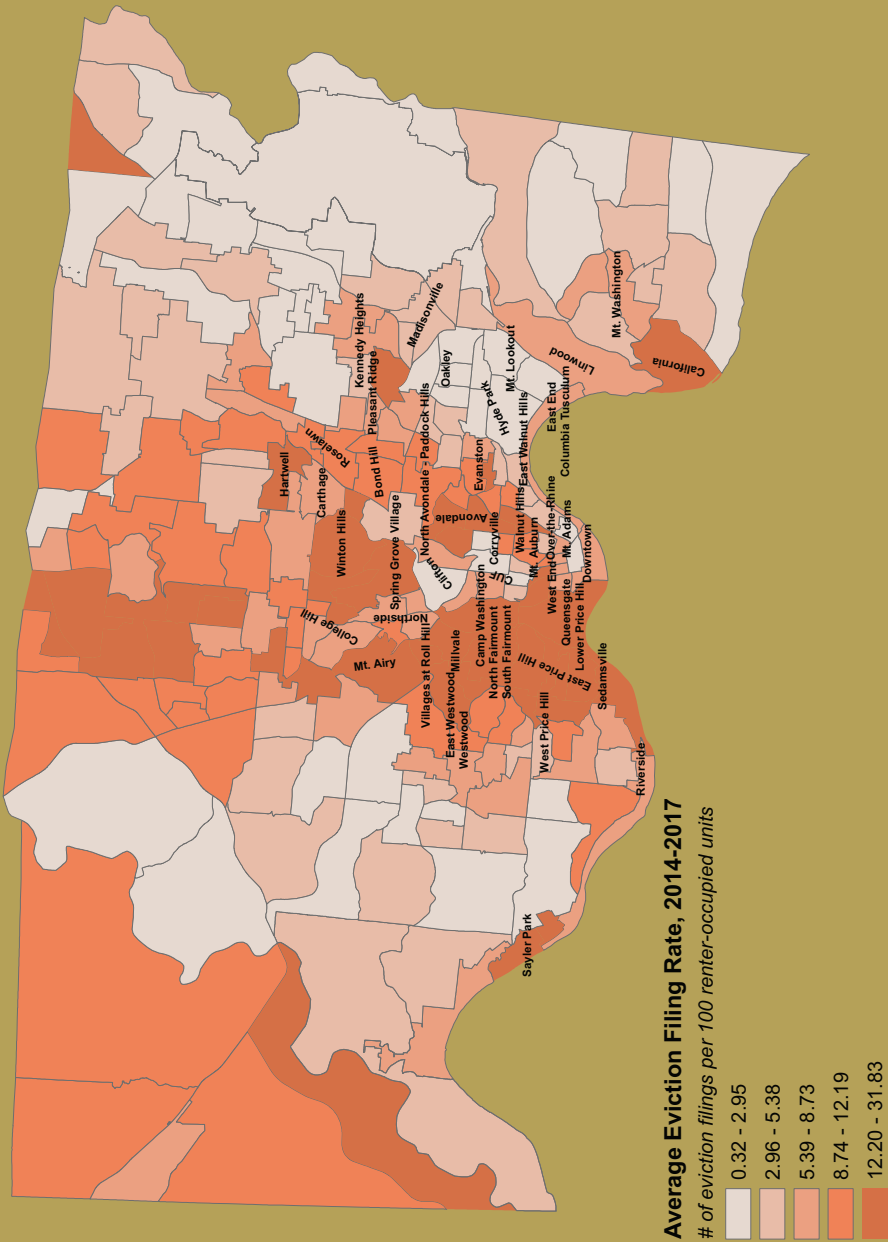 Kennedy Heights
Pleasant Ridge
Madisonville
Hartwell
Roselawn
Carthage
Bond Hill
North Avondale - Paddock Hills
Oakley
Hyde Park
Mt. Lookout
Winton Hills
Spring Grove Village
Avondale
Evanston
East Walnut Hills
East End
Columbia Tusculum
Linwood
Mt. Washington
California
College Hill
Northside
Clifton
Corryville
CUF
Walnut Hills
Mt. Auburn
Over-the-Rhine
Mt. Adams
West End
Downtown
Queensgate
Lower Price Hill
Mt. Airy
Villages at Roll Hill
Millvale
Camp Washington
North Fairmount
South Fairmount
East Price Hill
Sedamsville
East Westwood
Westwood
West Price Hill
Riverside
Sayler Park
Average Eviction Filing Rate, 2014-2017
# of eviction filings per 100 renter-occupied units
0.32 - 2.95
2.96 - 5.38
5.39 - 8.73
8.74 - 12.19
12.20 - 31.83